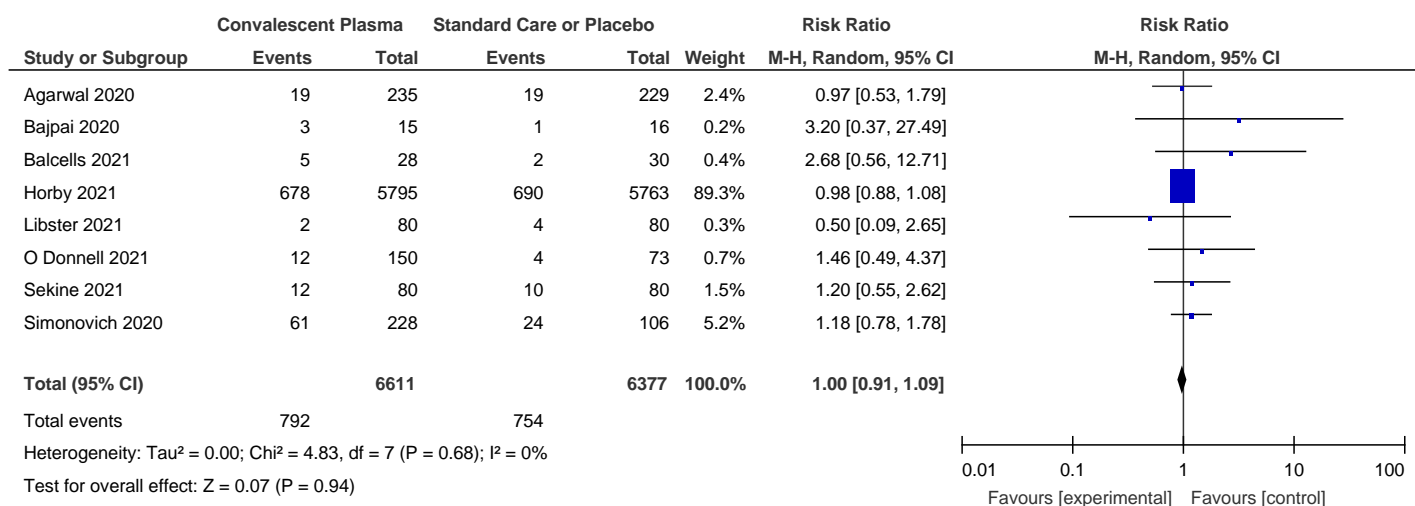 Convalescent Plasma Standard Care or Placebo Risk Ratio Risk Ratio
Study or Subgroup Events Total Events Total Weight M-H, Random, 95% CI M-H, Random, 95% CI
Agarwal 2020 19 235 19 229 2.4% 0.97 [0.53, 1.79]
Bajpai 2020 3 15 1 16 0.2% 3.20 [0.37, 27.49]
Balcells 2021 5 28 2 30 0.4% 2.68 [0.56, 12.71]
Horby 2021 678 5795 690 5763 89.3% 0.98 [0.88, 1.08]
Libster 2021 2 80 4 80 0.3% 0.50 [0.09, 2.65]
O Donnell 2021 12 150 4 73 0.7% 1.46 [0.49, 4.37]
Sekine 2021 12 80 10 80 1.5% 1.20 [0.55, 2.62]
Simonovich 2020 61 228 24 106 5.2% 1.18 [0.78, 1.78]
Total (95% CI) 6611 6377 100.0% 1.00 [0.91, 1.09]
Total events 792 754
Heterogeneity: Tau² = 0.00; Chi² = 4.83, df = 7 (P = 0.68); I² = 0%
Test for overall effect: Z = 0.07 (P = 0.94)
0.01 0.1 1 10 100
Favours [experimental] Favours [control]